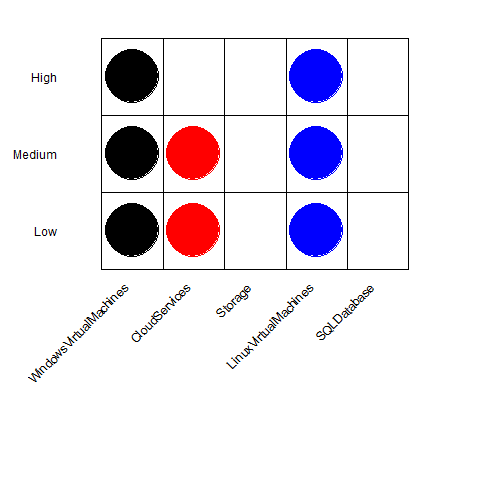 High
Medium
Low
WindowsVirtualMachines
CloudServices
Storage
LinuxVirtualMachines
SQLDatabase